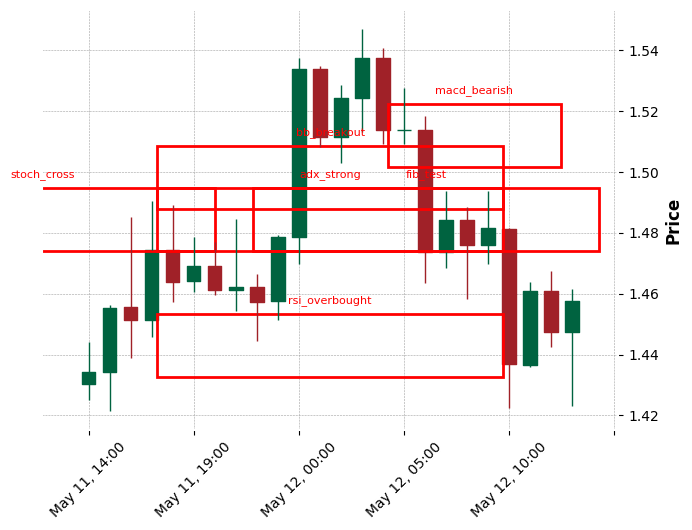 1.54
macd_bearish
1.52
bb_breakout
1.50
stoch_cross
adx_strong
fib_test
1.48
Price
1.46
rsi_overbought
1.44
1.42
May 11, 14:00
May 11, 19:00
May 12, 00:00
May 12, 05:00
May 12, 10:00